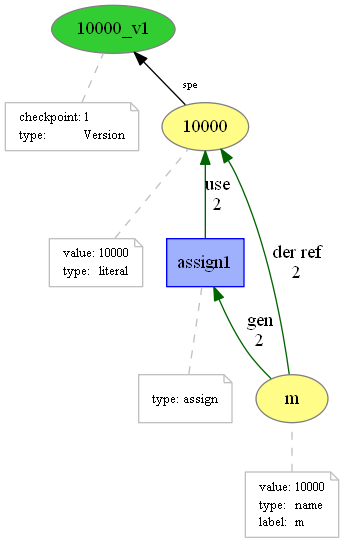 10000_v1
spe
checkpoint: 1
type: Version
10000
use
2
der ref
2
value: 10000
type: literal
assign1
gen
2
type: assign
m
value: 10000
type: name
label: m